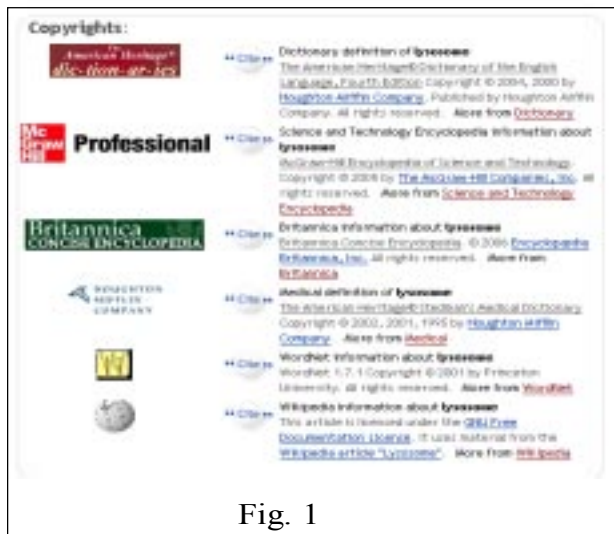 Copyrights:
American Heritage®
dic·tion·ar·ies
"Cite" Dictionary definition of lysosome
The American Heritage® Dictionary of the English
Language, Fourth Edition Copyright © 2004, 2000 by
Houghton Mifflin Company. Published by Houghton Mifflin
Company. All rights reserved. More from Dictionary
Mc
Graw
Hill Professional
"Cite" Science and Technology Encyclopedia information about
lysosome
McGraw-Hill Encyclopedia of Science and Technology.
Copyright © 2005 by The McGraw-Hill Companies, Inc. All
rights reserved. More from Science and Technology
Encyclopedia
Britannica
CONCISE ENCYCLOPEDIA
"Cite" Britannica information about lysosome
Britannica Concise Encyclopedia. © 2006 Encyclopædia
Britannica, Inc. All rights reserved. More from
Britannica
HOUGHTON
MIFFLIN
COMPANY
"Cite" Medical definition of lysosome
The American Heritage® Stedman's Medical Dictionary
Copyright © 2002, 2001, 1995 by Houghton Mifflin
Company. More from Medical
W
"Cite" WordNet information about lysosome
WordNet 1.7.1 Copyright © 2001 by Princeton
University. All rights reserved. More from WordNet
"Cite" Wikipedia information about lysosome
This article is licensed under the GNU Free
Documentation License. It uses material from the
Wikipedia article "Lysosome". More from Wikipedia
Fig. 1